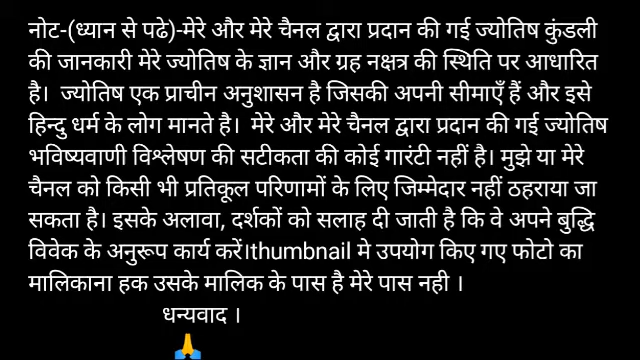 नोट-(ध्यान से पढे)-मेरे और मेरे चैनल द्वारा प्रदान की गई ज्योतिष कुंडली
की जानकारी मेरे ज्योतिष के ज्ञान और ग्रह नक्षत्र की स्थिति पर आधारित
है।  ज्योतिष एक प्राचीन अनुशासन है जिसकी अपनी सीमाएँ हैं और इसे
हिन्दु धर्म के लोग मानते है।  मेरे और मेरे चैनल द्वारा प्रदान की गई ज्योतिष
भविष्यवाणी विश्लेषण की सटीकता की कोई गारंटी नहीं है। मुझे या मेरे
चैनल को किसी भी प्रतिकूल परिणामों के लिए जिम्मेदार नहीं ठहराया जा
सकता है। इसके अलावा, दर्शकों को सलाह दी जाती है कि वे अपने बुद्धि
विवेक के अनुरूप कार्य करें।thumbnail मे उपयोग किए गए फोटो का
मालिकाना हक उसके मालिक के पास है मेरे पास नही ।
धन्यवाद ।
🙏